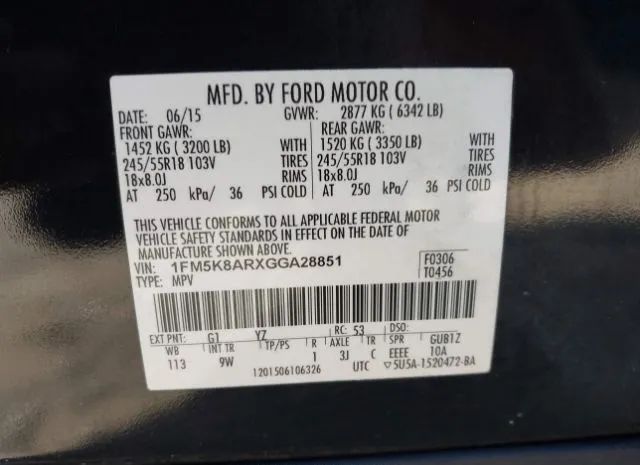 MFD. BY FORD MOTOR CO.
DATE: 06/15 GVWR: 2877 KG ( 6342 LB)
FRONT GAWR: REAR GAWR:
1452 KG ( 3200 LB) WITH 1520 KG ( 3350 LB) WITH
245/55R18 103V TIRES 245/55R18 103V TIRES
18x8.0J RIMS 18x8.0J RIMS
AT 250 kPa/ 36 PSI COLD AT 250 kPa/ 36 PSI COLD
THIS VEHICLE CONFORMS TO ALL APPLICABLE FEDERAL MOTOR
VEHICLE SAFETY STANDARDS IN EFFECT ON THE DATE OF
MANUFACTURE SHOWN ABOVE.
VIN: 1FM5K8ARXGGA28851 F0306
TYPE: MPV T0456
EXT PNT: G1 YZ RC: 53 DSO:
WB INT TR TP/PS R AXLE TR SPR GUB1Z
113 9W 1 3J C EEEE 10A
1201506106326 UTC ▽5U5A-1520472-BA